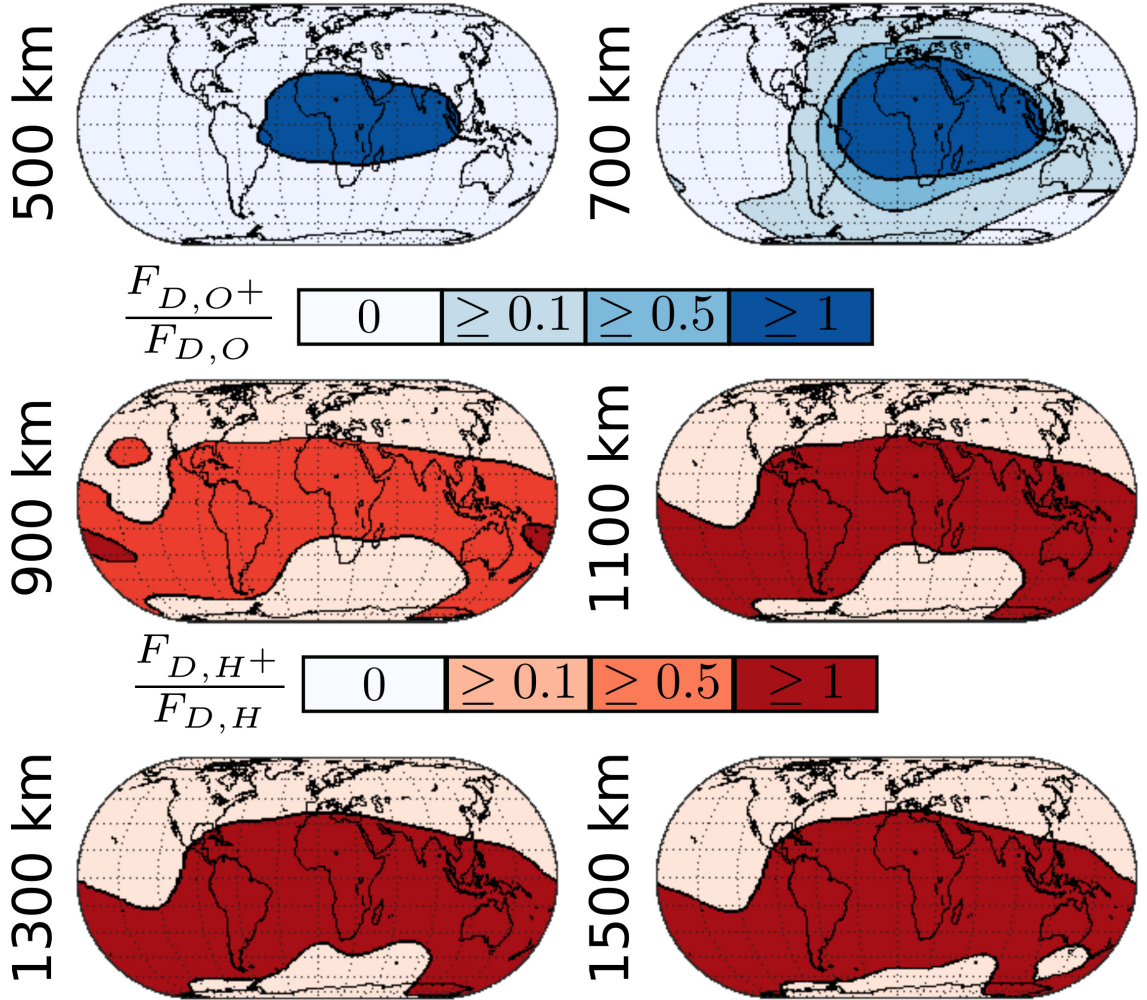 500 km
700 km
F_{D,O+} / F_{D,O}
0 ≥ 0.1 ≥ 0.5 ≥ 1
900 km
1100 km
F_{D,H+} / F_{D,H}
0 ≥ 0.1 ≥ 0.5 ≥ 1
1300 km
1500 km